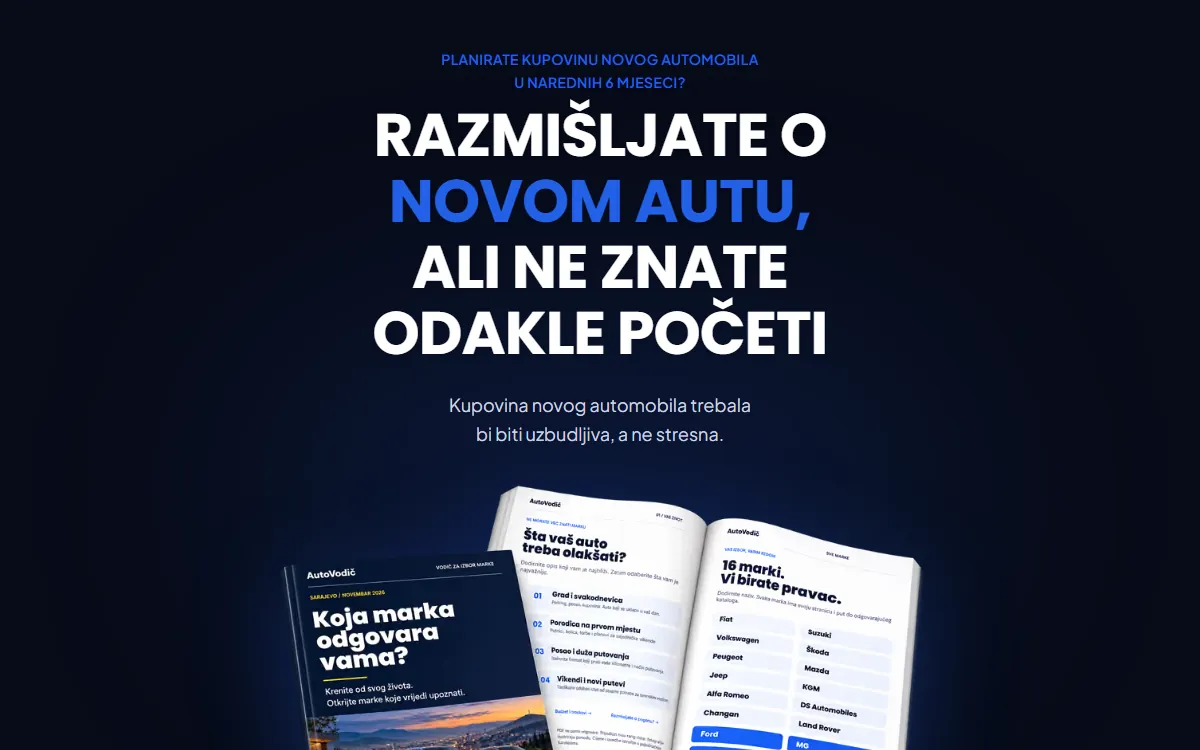 PLANIRATE KUPOVINU NOVOG AUTOMOBILA
U NAREDNIH 6 MJESECI?
RAZMIŠLJATE O
NOVOM AUTU,
ALI NE ZNATE
ODAKLE POČETI
Kupovina novog automobila trebala
bi biti uzbudljiva, a ne stresna.
AutoVodič
VODIČ ZA IZBOR MARKE
SARAJEVO / NOVEMBAR 2026
Koja marka
odgovara
vama?
Krenite od svog života.
Otkrijte marke koje vrijedi upoznati.
AutoVodič
Šta vaš auto
treba olakšati?
01 Grad i svakodnevica
02 Porodica na prvom mjestu
03 Posao i duža putovanja
04 Vikendi i novi putevi
AutoVodič
16 marki.
Vi birate pravac.
Fiat
Volkswagen
Peugeot
Jeep
Alfa Romeo
Changan
Ford
Suzuki
Škoda
Mazda
KGM
DS Automobiles
Land Rover
MG